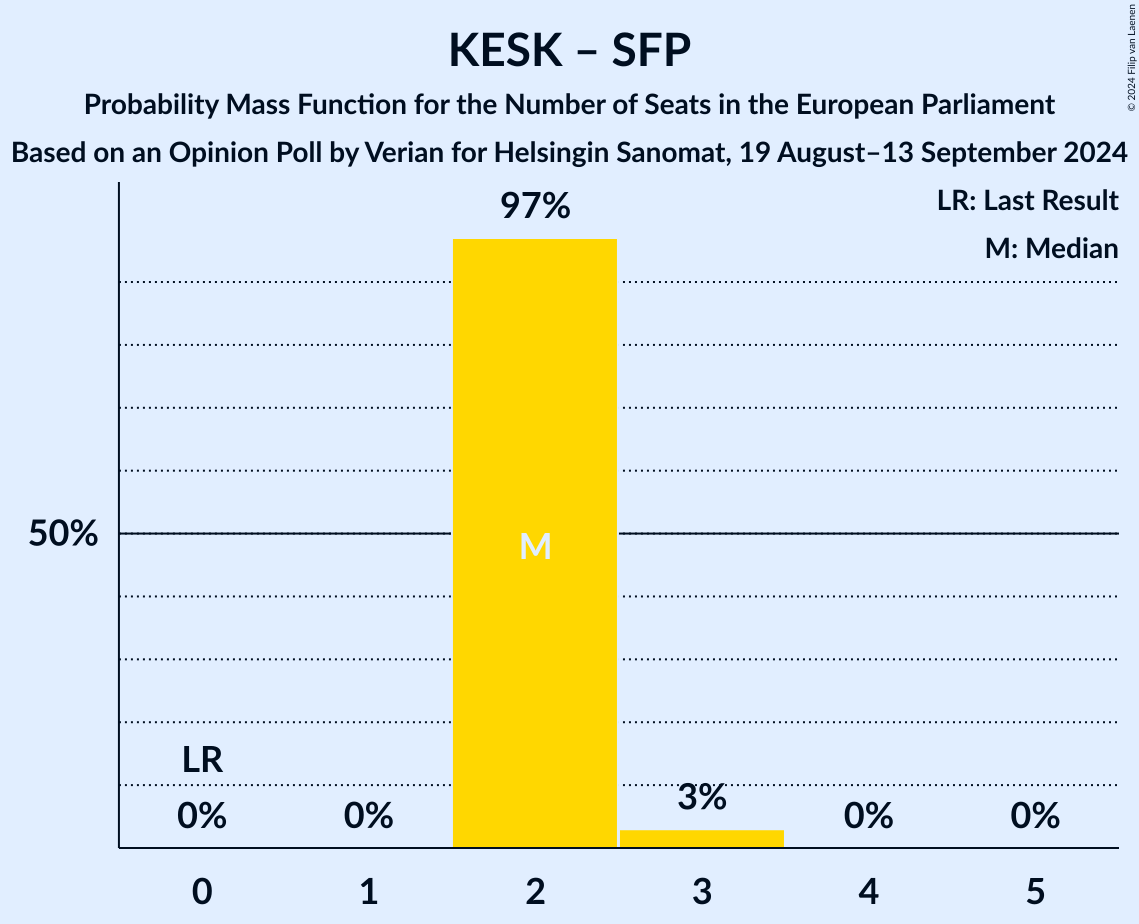 KESK – SFP
Probability Mass Function for the Number of Seats in the European Parliament
Based on an Opinion Poll by Verian for Helsingin Sanomat, 19 August–13 September 2024
© 2024 Filip van Laenen
LR: Last Result
M: Median
97%
50%
M
LR
0%
0%
3%
0%
0%
0
1
2
3
4
5